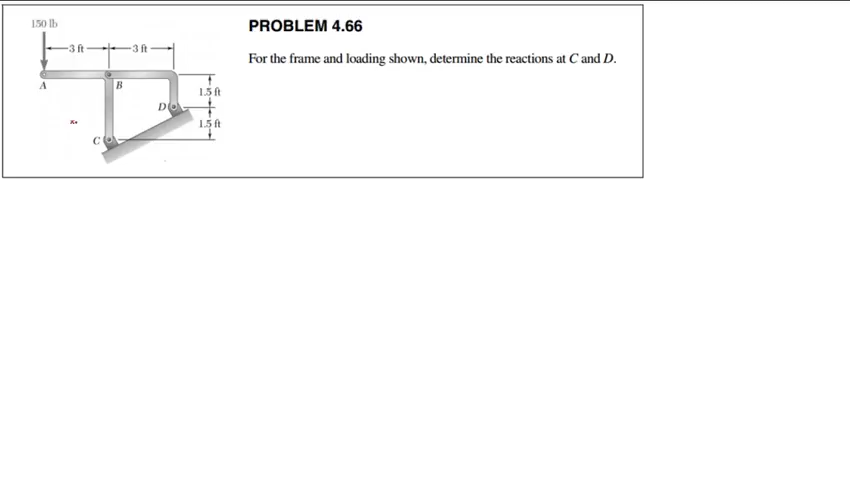 150 lb
PROBLEM 4.66
3 ft
3 ft
For the frame and loading shown, determine the reactions at C and D.
A
B
1.5 ft
D
1.5 ft
C